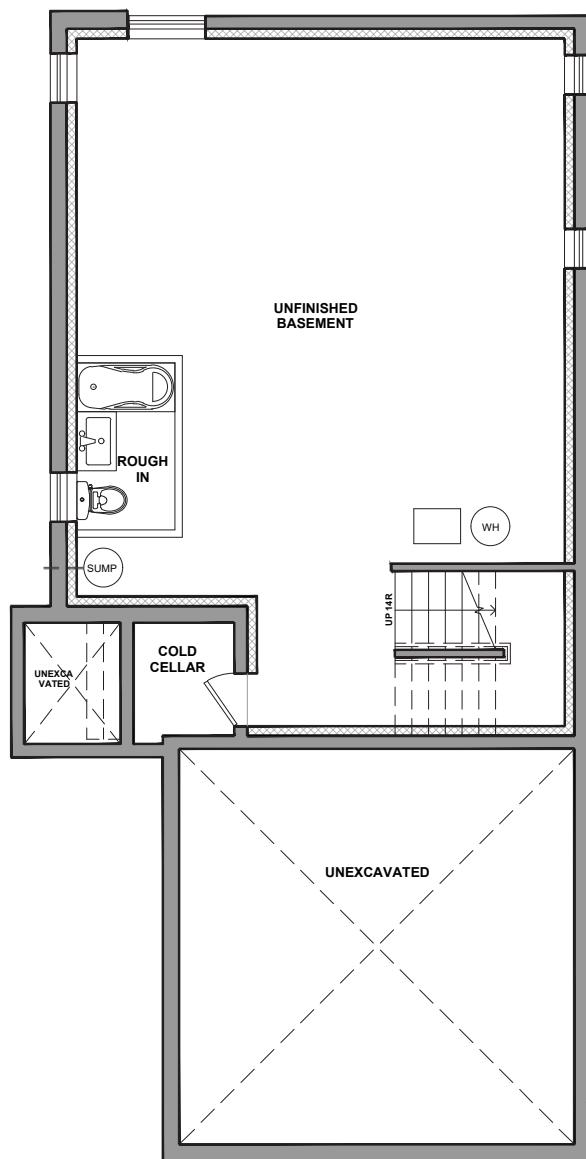 UNFINISHED
BASEMENT
ROUGH
IN
WH
SUMP
UP 14R
COLD
CELLAR
UNEXCA
VATED
UNEXCAVATED